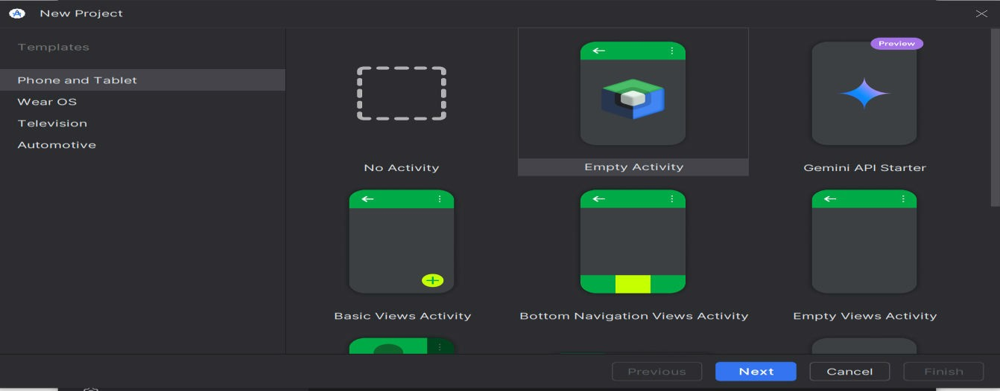 New Project
Templates
Phone and Tablet
Wear OS
Television
Automotive
No Activity
Empty Activity
Preview
Gemini API Starter
Basic Views Activity
Bottom Navigation Views Activity
Empty Views Activity
Previous
Next
Cancel
Finish